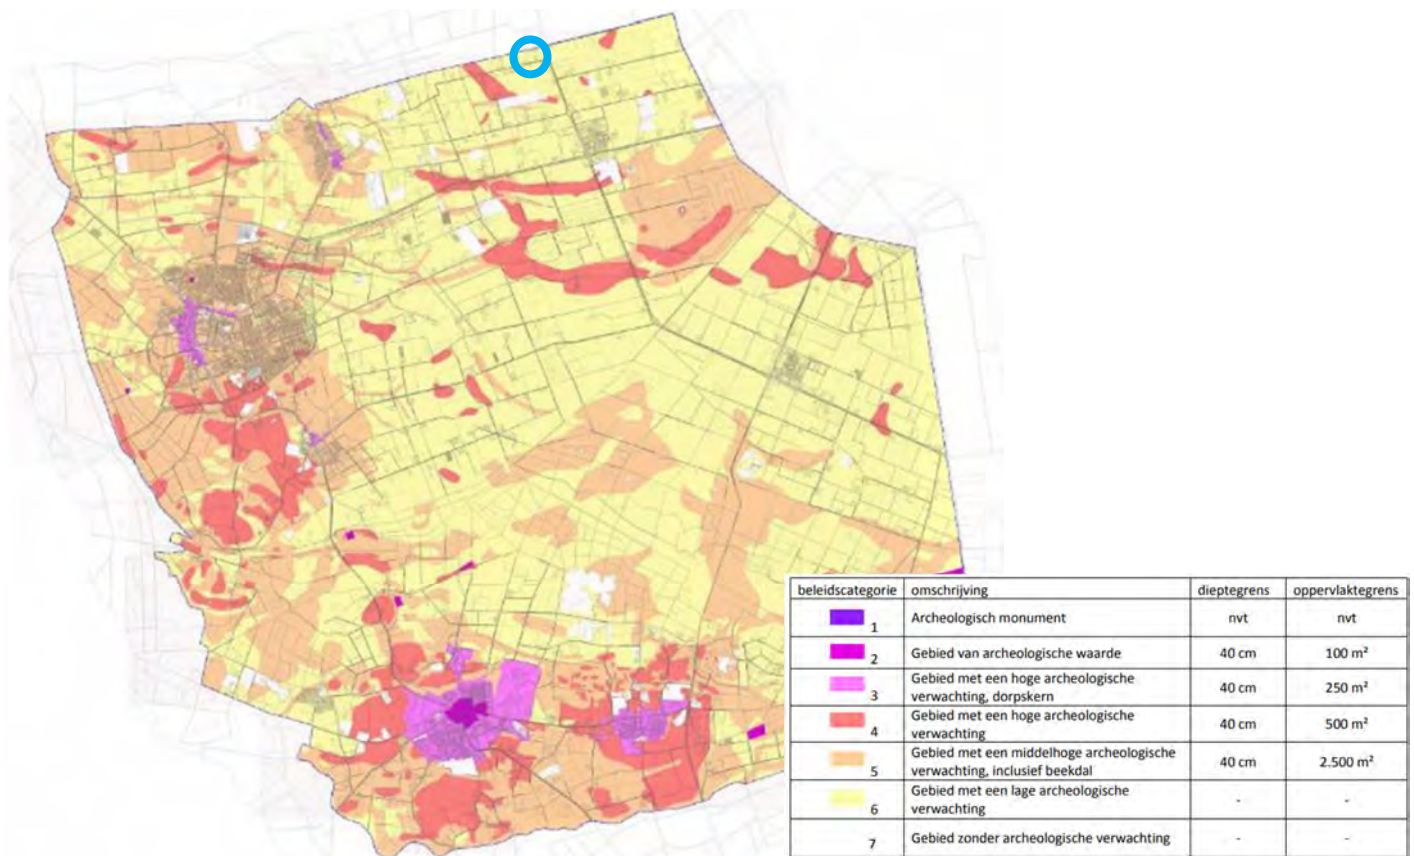 beleidscategorie omschrijving dieptegrens oppervlaktegrens
1 Archeologisch monument nvt nvt
2 Gebied van archeologische waarde 40 cm 100 m²
3 Gebied met een hoge archeologische
verwachting, dorpskern 40 cm 250 m²
4 Gebied met een hoge archeologische
verwachting 40 cm 500 m²
5 Gebied met een middelhoge archeologische
verwachting, inclusief beekdal 40 cm 2.500 m²
6 Gebied met een lage archeologische
verwachting - -
7 Gebied zonder archeologische verwachting - -